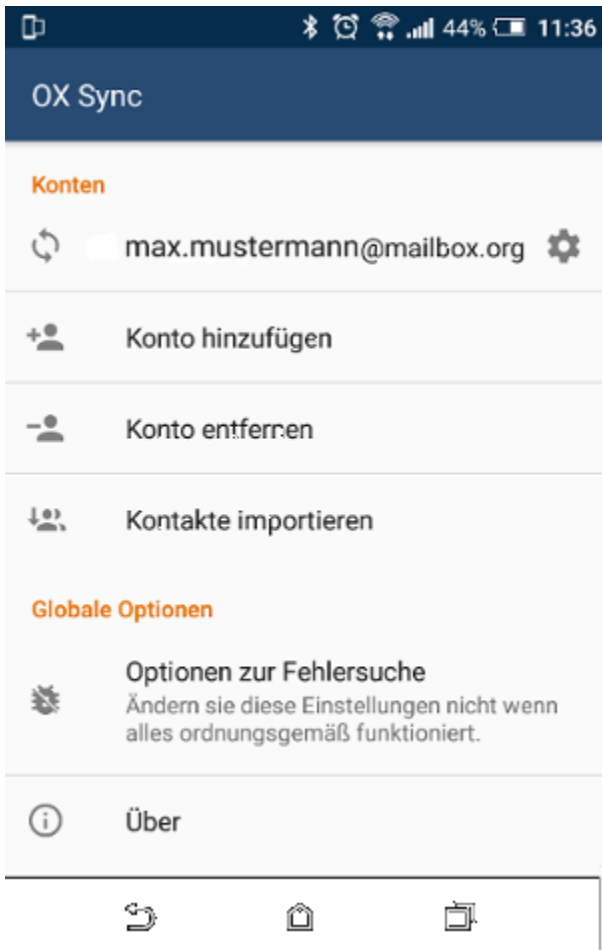 44% 11:36
OX Sync
Konten
max.mustermann@mailbox.org
Konto hinzufügen
Konto entfernen
Kontakte importieren
Globale Optionen
Optionen zur Fehlersuche
Ändern sie diese Einstellungen nicht wenn
alles ordnungsgemäß funktioniert.
Über